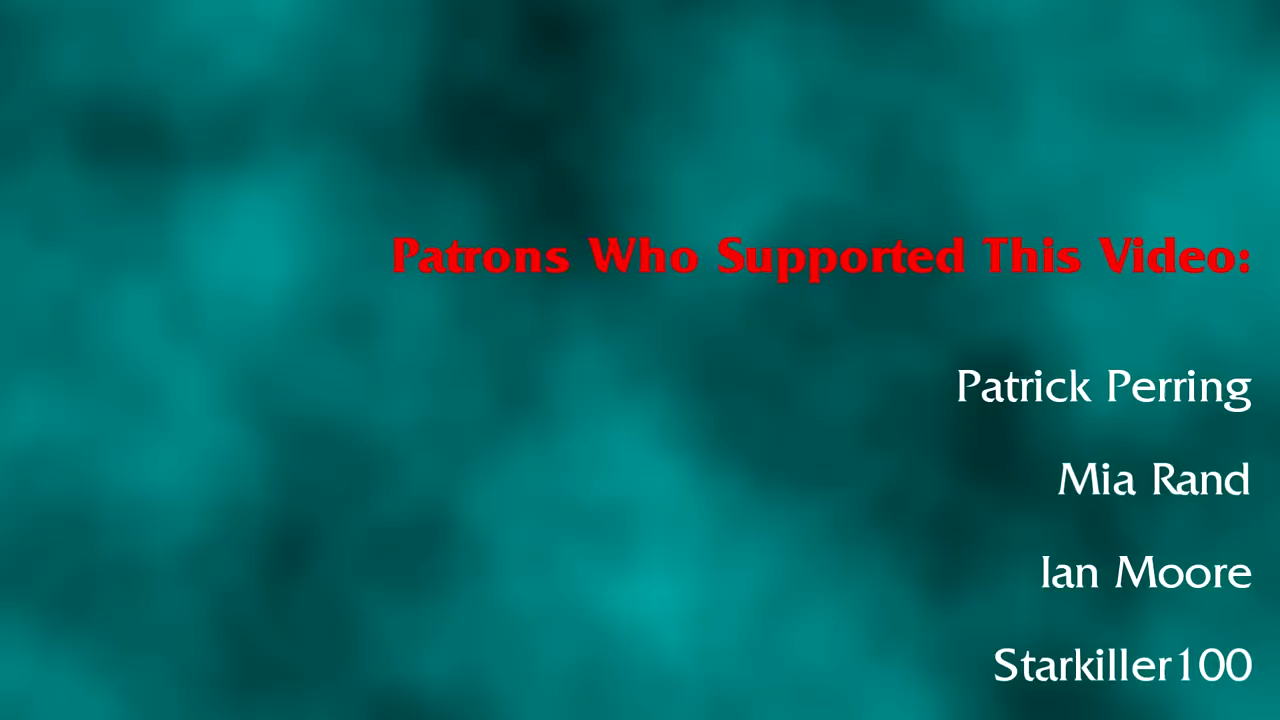 Patrons Who Supported This Video:
Patrick Perring
Mia Rand
Ian Moore
Starkiller100